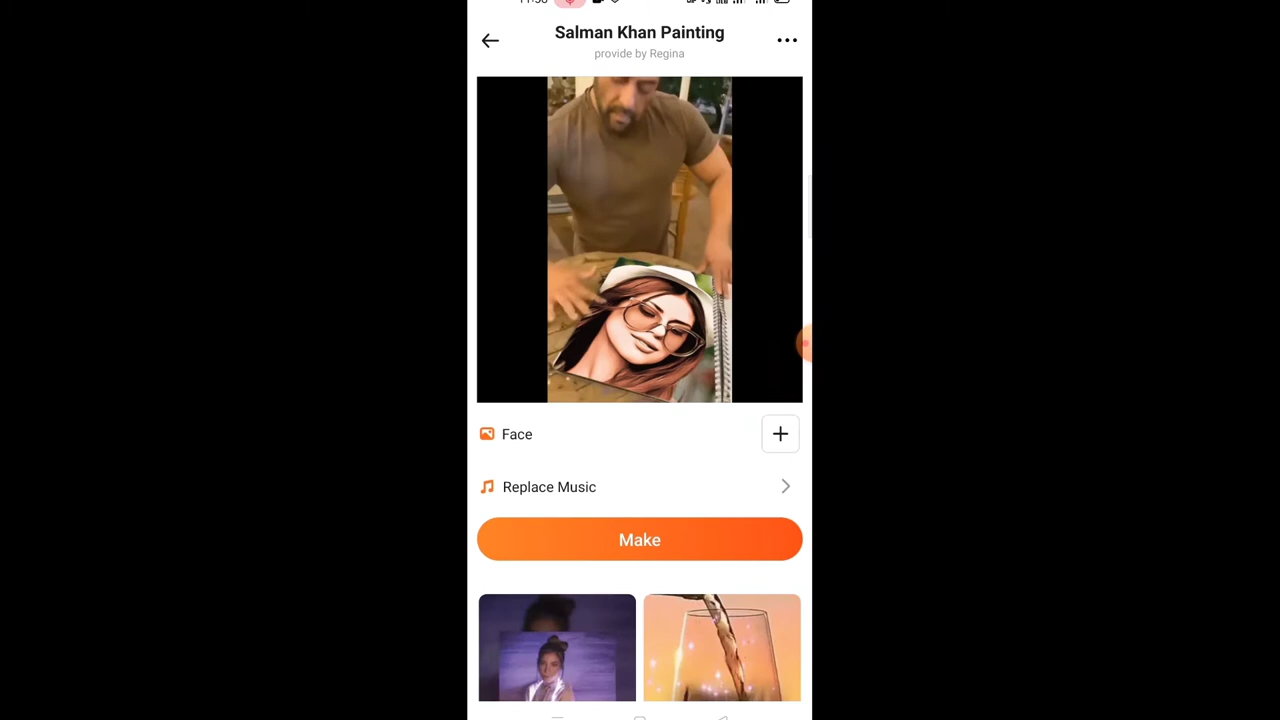 Salman Khan Painting
provide by Regina
Face
Replace Music
Make